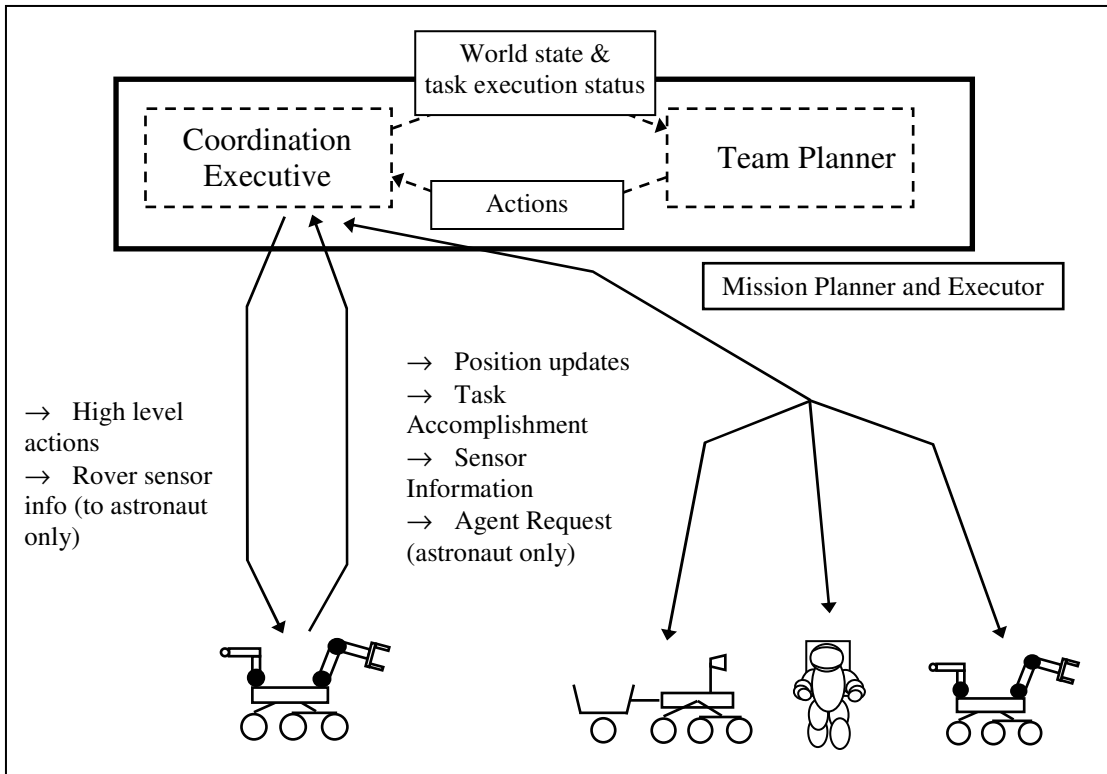 World state &
task execution status
Coordination
Executive
Team Planner
Actions
Mission Planner and Executor
→ High level
actions
→ Rover sensor
info (to astronaut
only)
→ Position updates
→ Task
Accomplishment
→ Sensor
Information
→ Agent Request
(astronaut only)